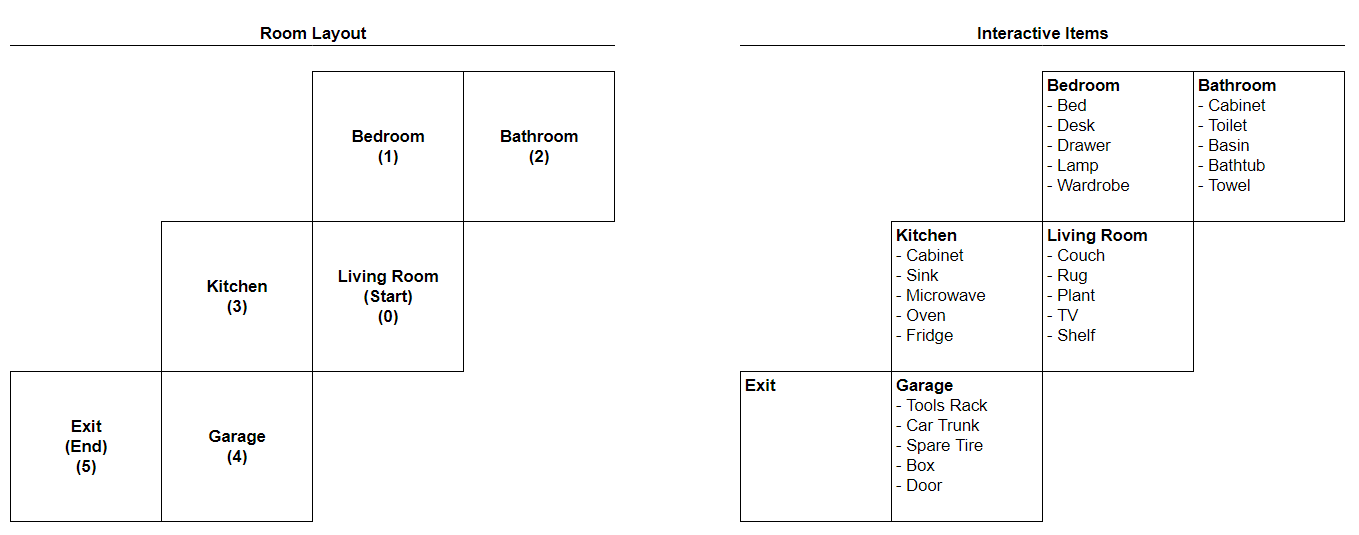 Room Layout
Bedroom
(1)
Bathroom
(2)
Kitchen
(3)
Living Room
(Start)
(0)
Exit
(End)
(5)
Garage
(4)
Interactive Items
Bedroom
- Bed
- Desk
- Drawer
- Lamp
- Wardrobe
Bathroom
- Cabinet
- Toilet
- Basin
- Bathtub
- Towel
Kitchen
- Cabinet
- Sink
- Microwave
- Oven
- Fridge
Living Room
- Couch
- Rug
- Plant
- TV
- Shelf
Exit
Garage
- Tools Rack
- Car Trunk
- Spare Tire
- Box
- Door